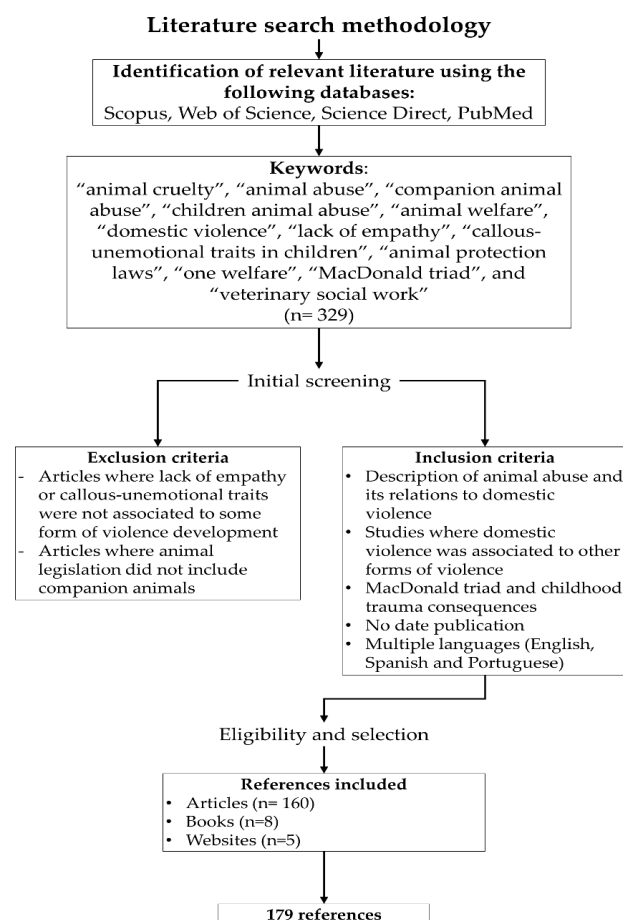 Literature search methodology
Identification of relevant literature using the
following databases:
Scopus, Web of Science, Science Direct, PubMed
Keywords:
“animal cruelty”, “animal abuse”, “companion animal
abuse”, “children animal abuse”, “animal welfare”,
“domestic violence”, “lack of empathy”, “callous-
unemotional traits in children”, “animal protection
laws”, “one welfare”, “MacDonald triad”, and
“veterinary social work”
(n= 329)
Initial screening
Exclusion criteria
- Articles where lack of empathy
or callous-unemotional traits
were not associated to some
form of violence development
- Articles where animal
legislation did not include
companion animals
Inclusion criteria
• Description of animal abuse and
its relations to domestic
violence
• Studies where domestic
violence was associated to other
forms of violence
• MacDonald triad and childhood
trauma consequences
• No date publication
• Multiple languages (English,
Spanish and Portuguese)
Eligibility and selection
References included
• Articles (n= 160)
• Books (n=8)
• Websites (n=5)
179 references